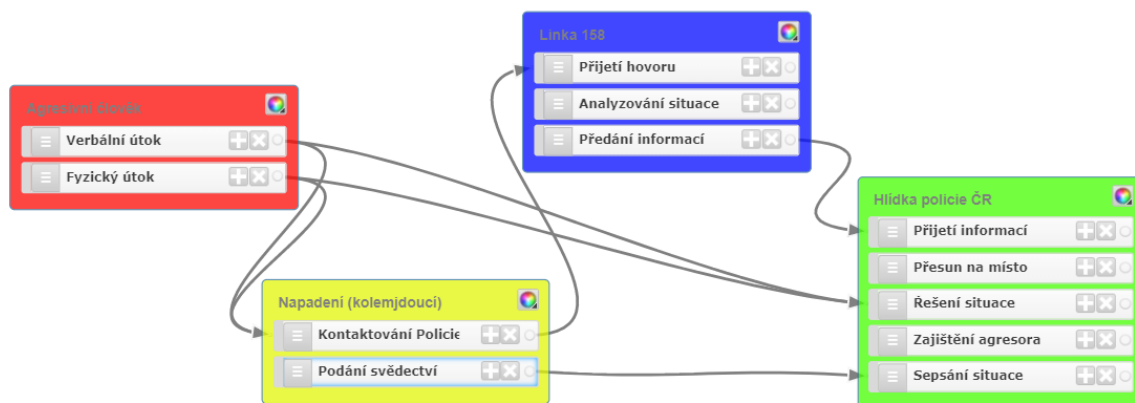 Agresovní člověk
Verbální útok
Fyzický útok
Linka 158
Přijetí hovoru
Analyzování situace
Předání informací
Napadení (kolemjdoucí)
Kontaktování Policie
Podání svědectví
Hlídka policie ČR
Přijetí informací
Přesun na místo
Řešení situace
Zajištění agresora
Sepsání situace